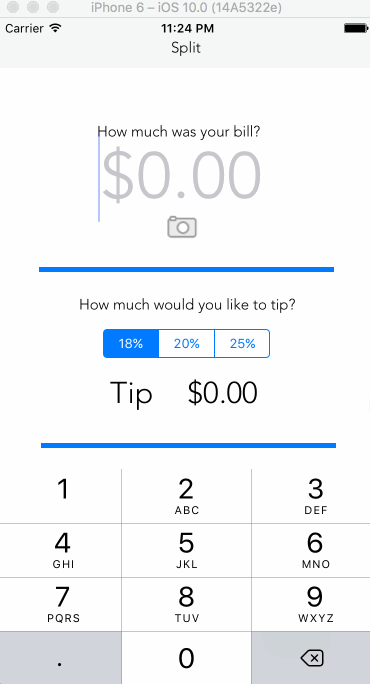 iPhone 6 – iOS 10.0 (14A5322e)
Carrier 11:24 PM
Split
How much was your bill?
$0.00
How much would you like to tip?
18% 20% 25%
Tip $0.00
1 2 3
ABC DEF
4 5 6
GHI JKL MNO
7 8 9
PQRS TUV WXYZ
. 0